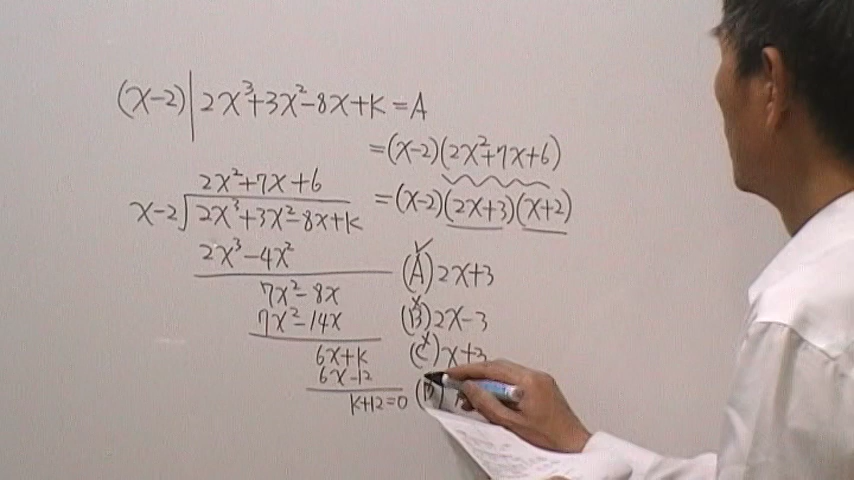 (x-2) | 2x³+3x²-8x+k = A
=(x-2)(2x²+7x+6)
=(x-2)(2x+3)(x+2)
2x²+7x+6
x-2 ) 2x³+3x²-8x+k
2x³-4x²
7x²-8x
7x²-14x
6x+k
6x-12
k+12=0
✓
(A) 2x+3
x
(B) 2x-3
x
(C) x+3
(D)